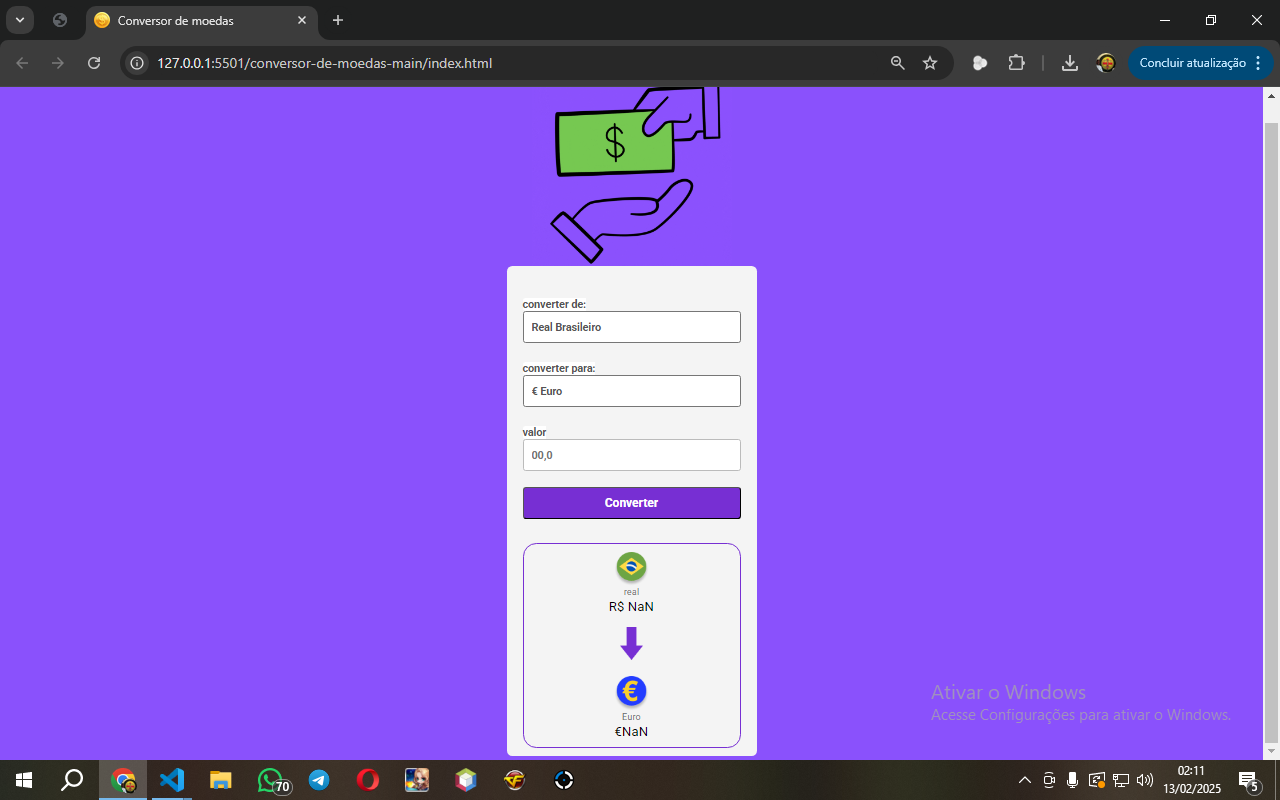 Conversor de moedas
127.0.0.1:5501/conversor-de-moedas-main/index.html
Concluir atualização
$
converter de:
Real Brasileiro
converter para:
€ Euro
valor
00,0
Converter
real
R$ NaN
€
Euro
€NaN
Ativar o Windows
Acesse Configurações para ativar o Windows.
70
02:11
13/02/2025
5